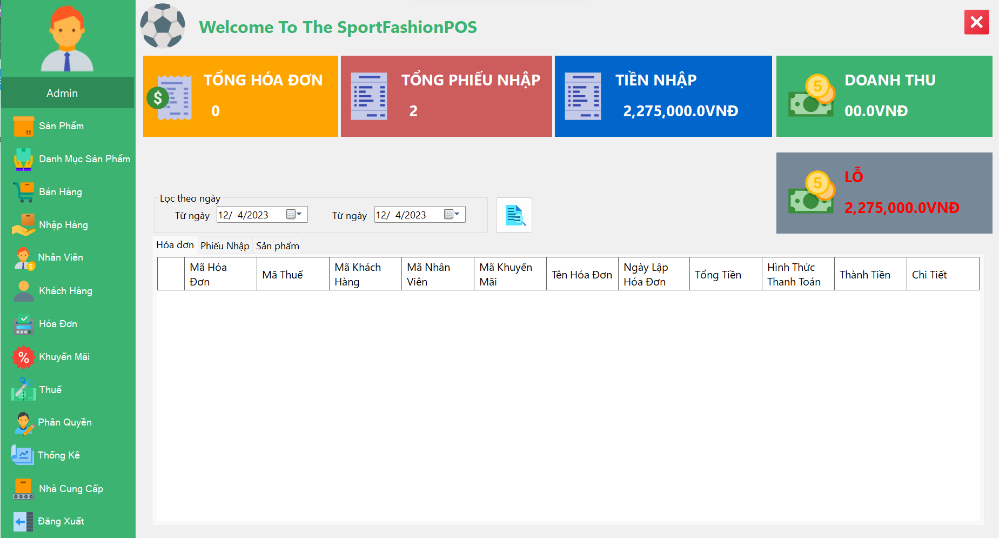 Welcome To The SportFashionPOS
Admin
Sản Phẩm
Danh Mục Sản Phẩm
Bán Hàng
Nhập Hàng
Nhân Viên
Khách Hàng
Hóa Đơn
Khuyến Mãi
Thuế
Phân Quyền
Thống Kê
Nhà Cung Cấp
Đăng Xuất
TỔNG HÓA ĐƠN
0
TỔNG PHIẾU NHẬP
2
TIỀN NHẬP
2,275,000.0VNĐ
DOANH THU
00.0VNĐ
LỖ
2,275,000.0VNĐ
Lọc theo ngày
Từ ngày 12/ 4/2023 Từ ngày 12/ 4/2023
Hóa đơn Phiếu Nhập Sản phẩm
Mã Hóa Đơn
Mã Thuế
Mã Khách Hàng
Mã Nhân Viên
Mã Khuyến Mãi
Tên Hóa Đơn
Ngày Lập Hóa Đơn
Tổng Tiền
Hình Thức Thanh Toán
Thành Tiền
Chi Tiết